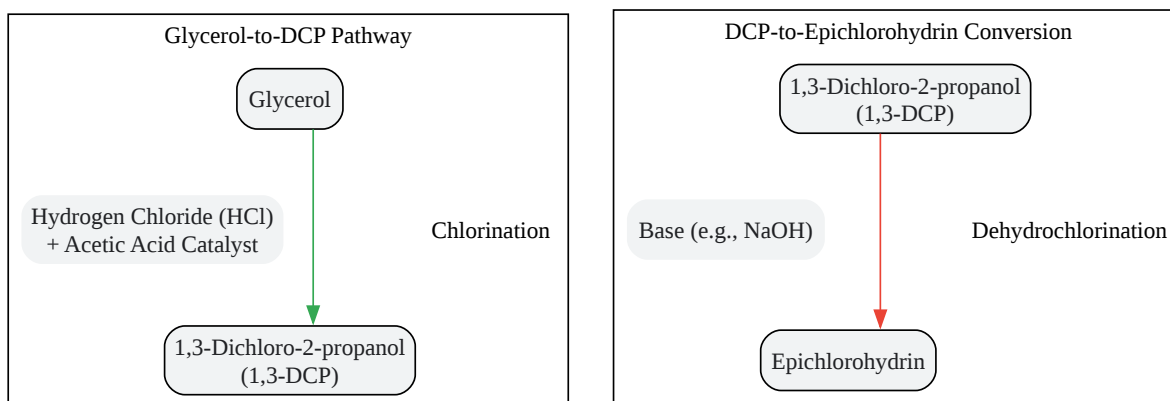 Glycerol-to-DCP Pathway
Glycerol
Hydrogen Chloride (HCl)
+ Acetic Acid Catalyst
Chlorination
1,3-Dichloro-2-propanol
(1,3-DCP)
DCP-to-Epichlorohydrin Conversion
1,3-Dichloro-2-propanol
(1,3-DCP)
Base (e.g., NaOH)
Dehydrochlorination
Epichlorohydrin